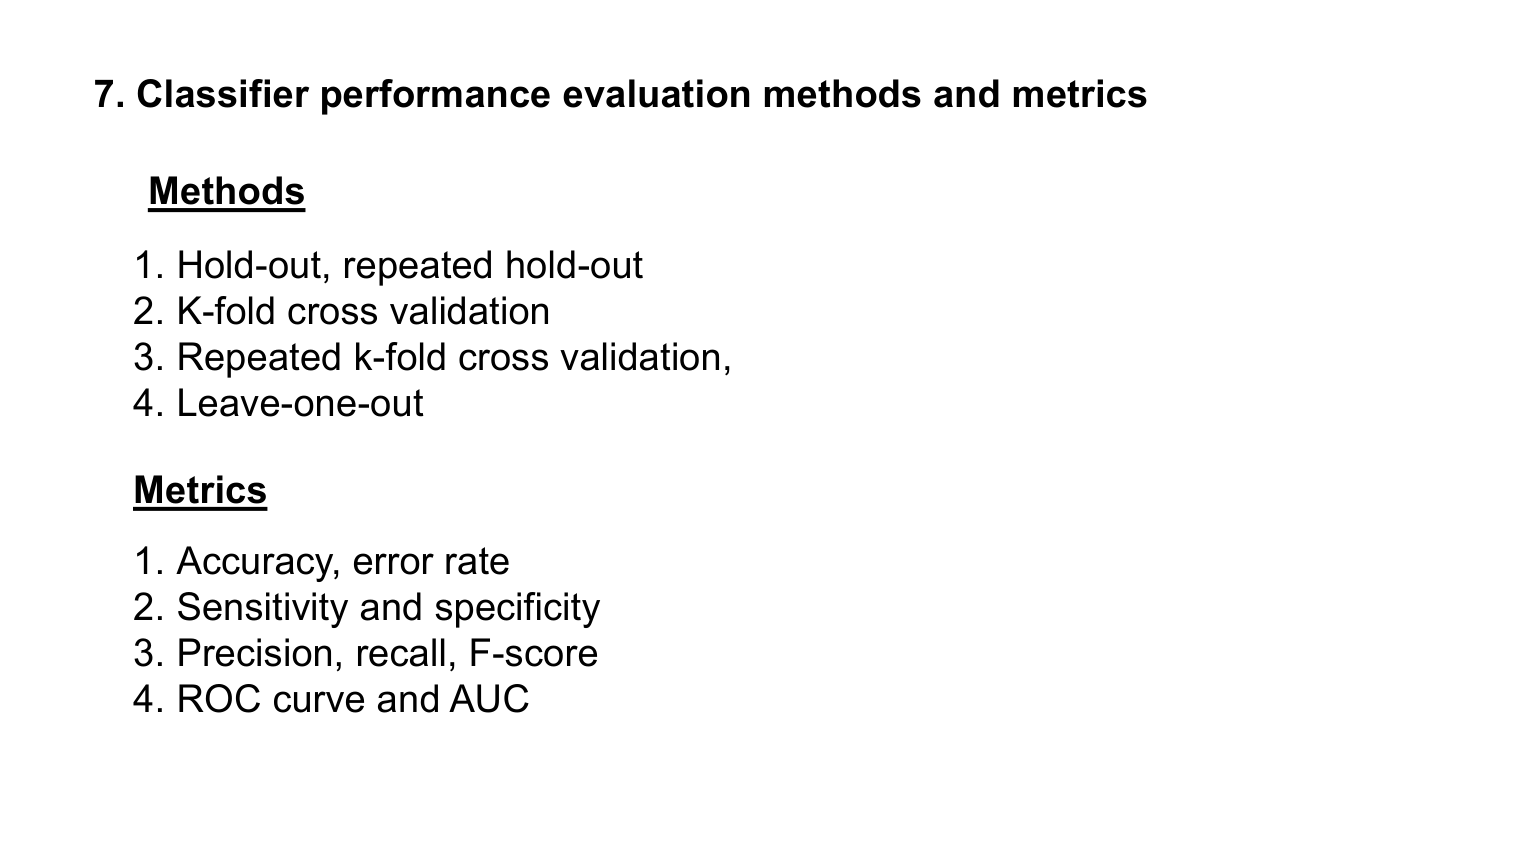 7. Classifier performance evaluation methods and metrics
Methods
1. Hold-out, repeated hold-out
2. K-fold cross validation
3. Repeated k-fold cross validation,
4. Leave-one-out
Metrics
1. Accuracy, error rate
2. Sensitivity and specificity
3. Precision, recall, F-score
4. ROC curve and AUC